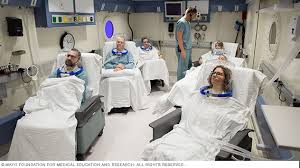 © MAYO FOUNDATION FOR MEDICAL EDUCATION AND RESEARCH. ALL RIGHTS RESERVED.